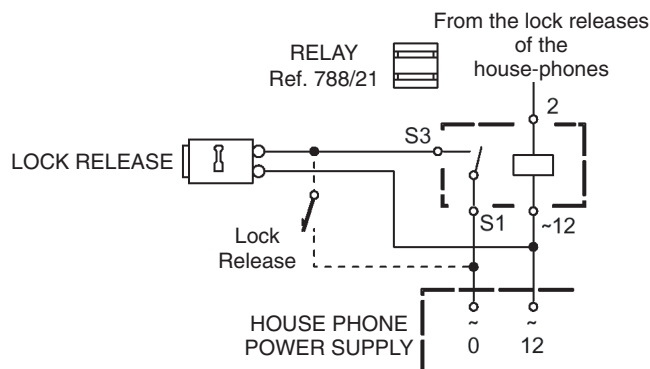 From the lock releases
of the
house-phones
RELAY
Ref. 788/21
2
S3
LOCK RELEASE
S1
~12
Lock
Release
HOUSE PHONE
POWER SUPPLY
~ ~
0 12